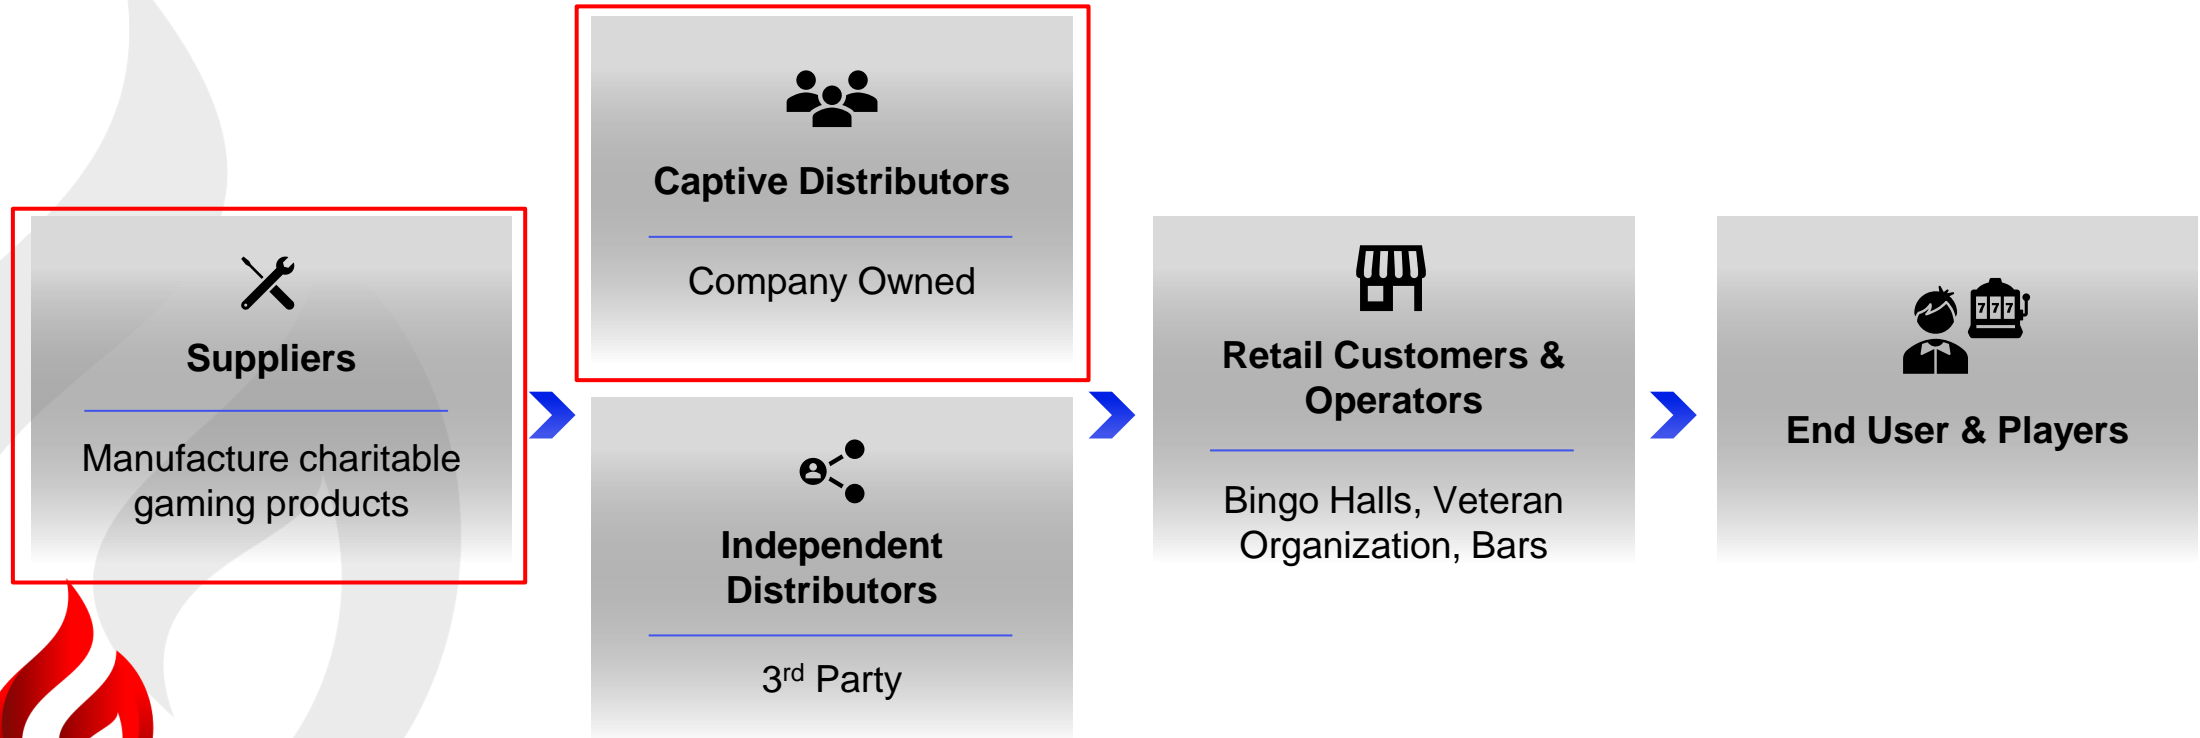 Suppliers
Manufacture charitable
gaming products
Captive Distributors
Company Owned
Independent
Distributors
3rd Party
Retail Customers &
Operators
Bingo Halls, Veteran
Organization, Bars
777
End User & Players